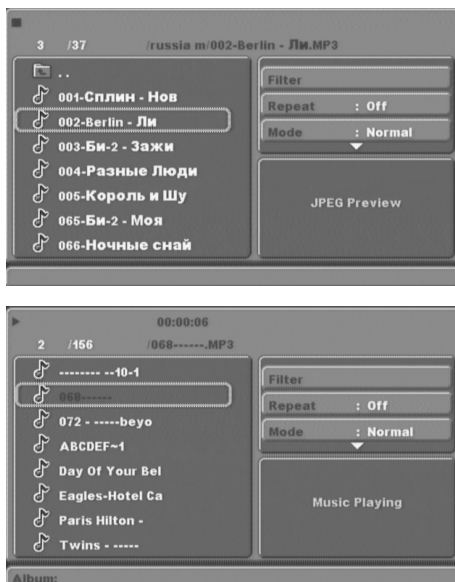 3 /37 /russia m/002-Berlin - Ли.MP3
..
001-Сплин - Нов
002-Berlin - Ли
003-Би-2 - Зажи
004-Разные Люди
005-Король и Шу
065-Би-2 - Моя
066-Ночные снай
Filter
Repeat : Off
Mode : Normal
JPEG Preview
00:00:06
2 /156 /068------.MP3
-------- --10-1
068------
072 - -----beyo
ABCDEF~1
Day Of Your Bel
Eagles-Hotel Ca
Paris Hilton -
Twins - -----
Filter
Repeat : Off
Mode : Normal
Music Playing
Album: